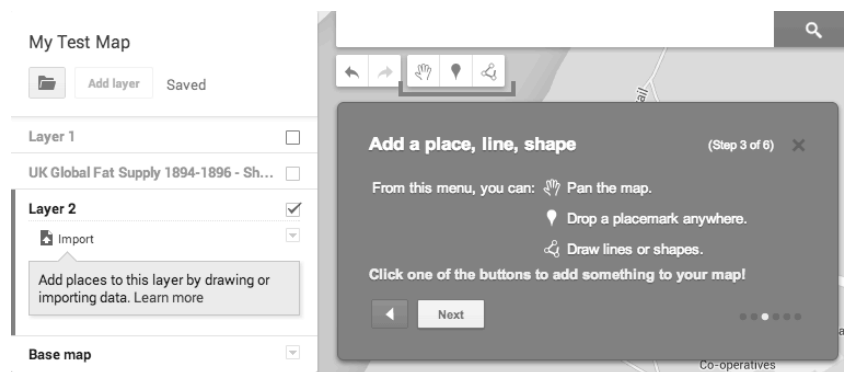 My Test Map
Add layer
Saved
Layer 1
UK Global Fat Supply 1894-1896 - Sh...
Layer 2
Import
Add places to this layer by drawing or
importing data. Learn more
Base map
Add a place, line, shape
(Step 3 of 6)
From this menu, you can: Pan the map.
Drop a placemark anywhere.
Draw lines or shapes.
Click one of the buttons to add something to your map!
Next
Co-operatives